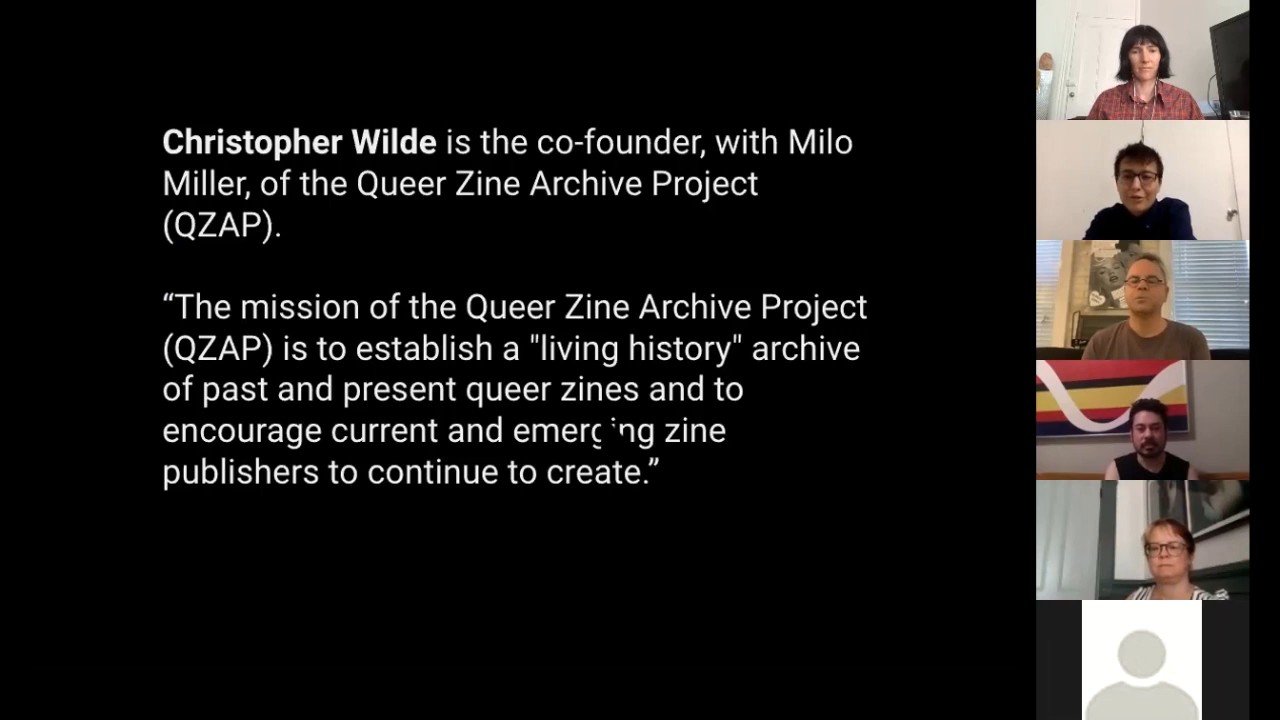 Christopher Wilde is the co-founder, with Milo
Miller, of the Queer Zine Archive Project
(QZAP).
“The mission of the Queer Zine Archive Project
(QZAP) is to establish a "living history" archive
of past and present queer zines and to
encourage current and emerging zine
publishers to continue to create.”